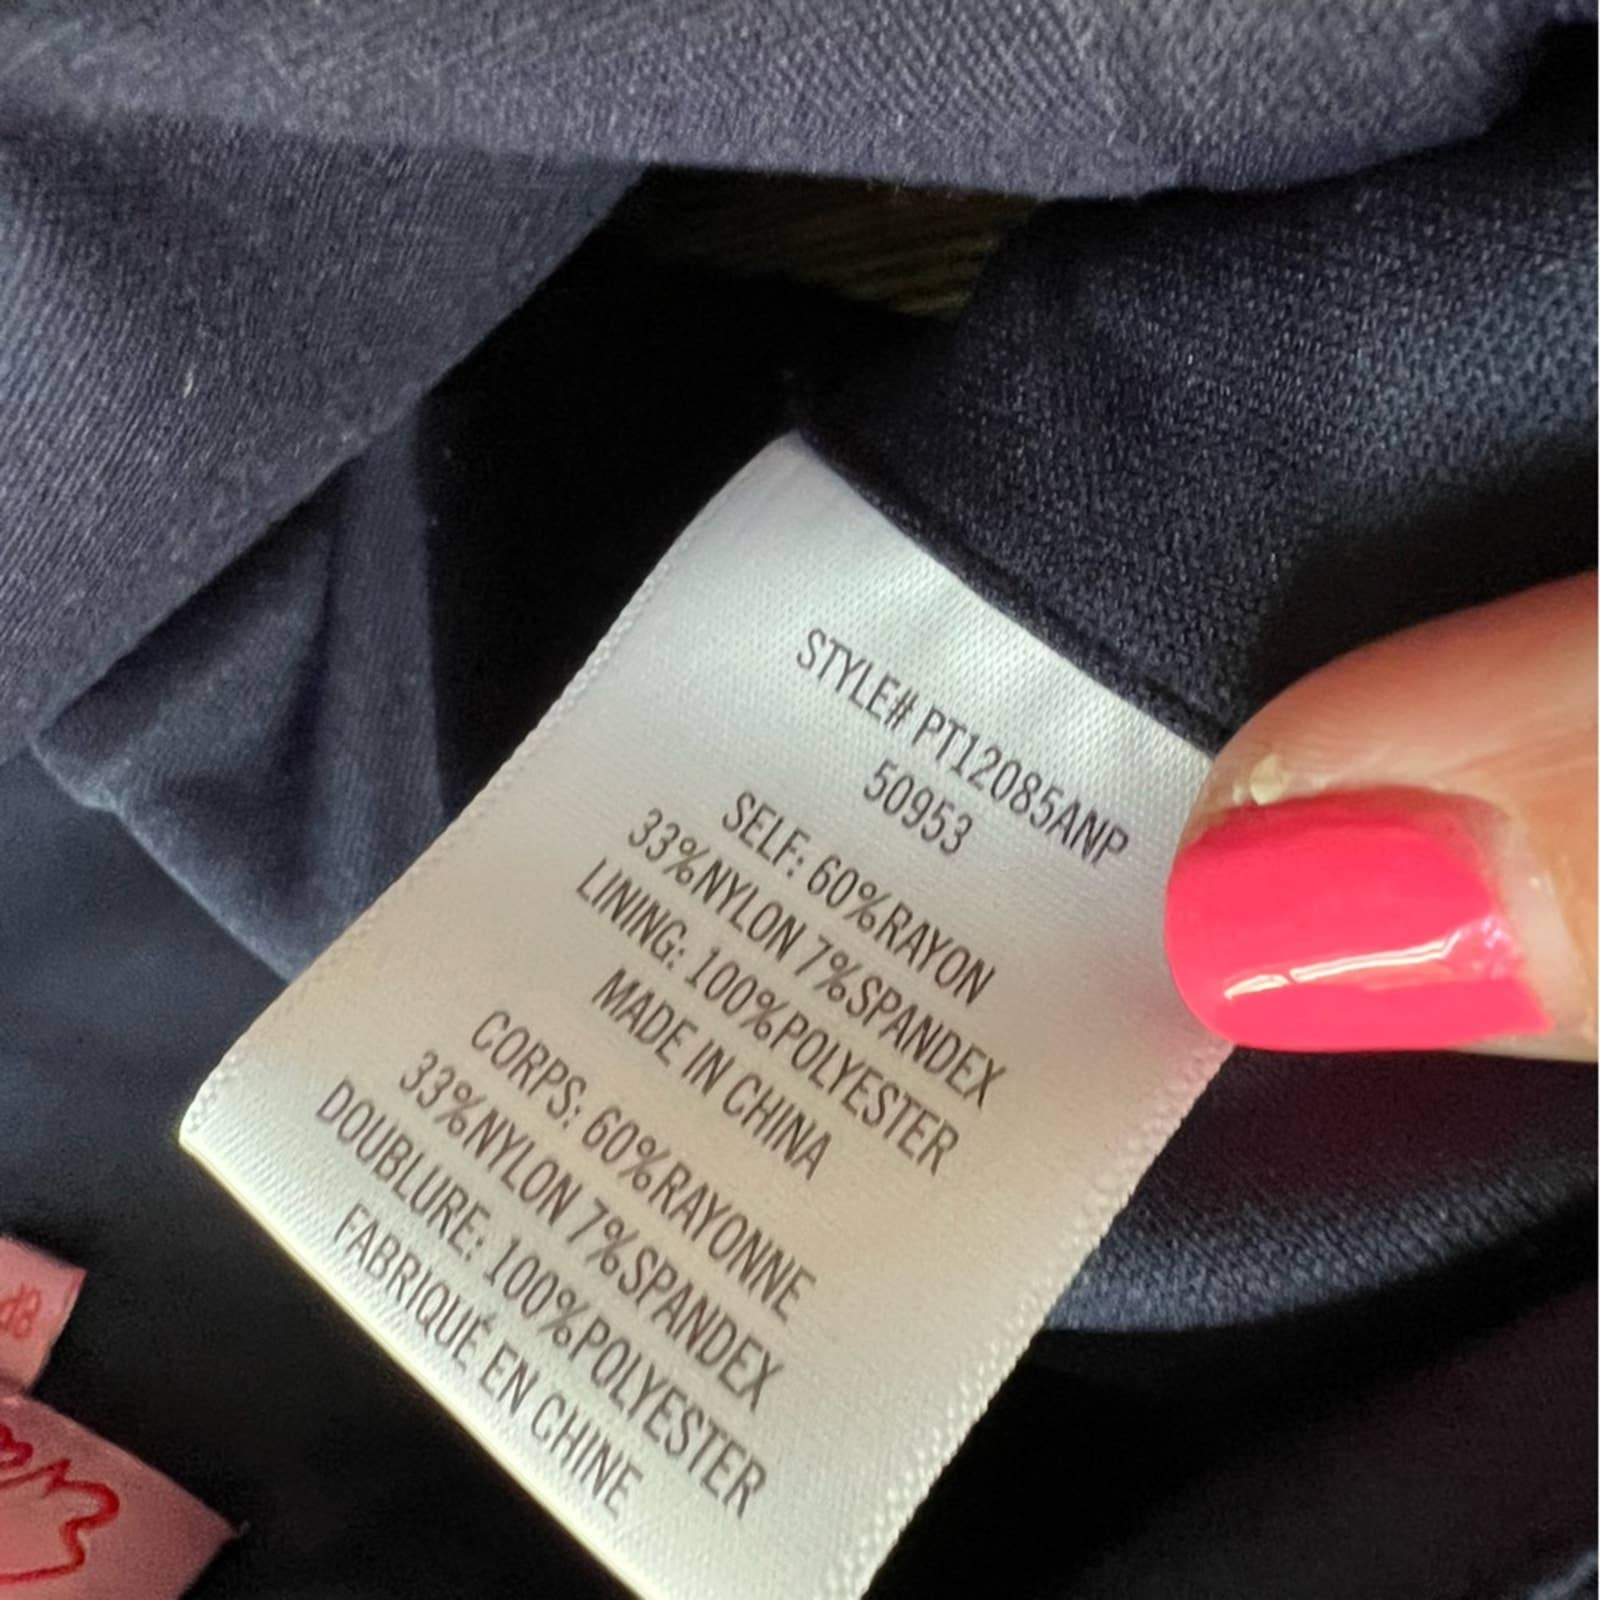 STYLE# PT12085ANP
50953
SELF: 60%RAYON
33%NYLON 7%SPANDEX
LINING: 100%POLYESTER
MADE IN CHINA
CORPS: 60%RAYONNE
33%NYLON 7%SPANDEX
DOUBLURE: 100%POLYESTER
FABRIQUÉ EN CHINE